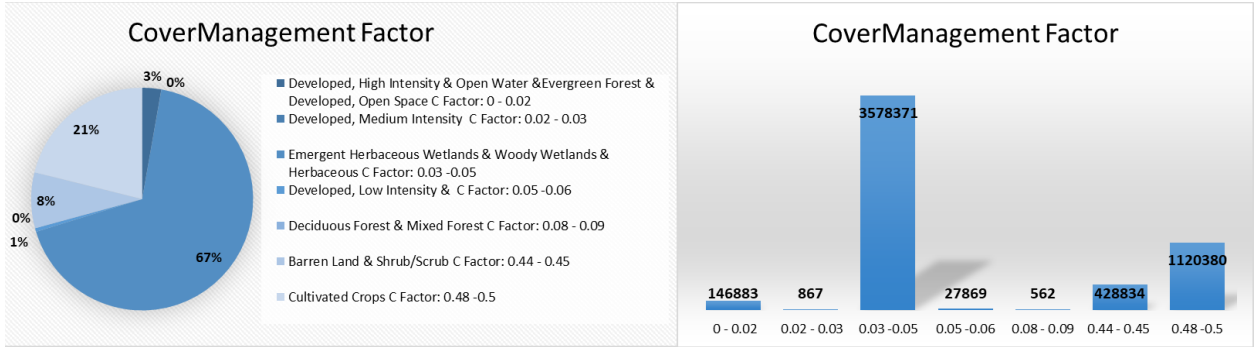 CoverManagement Factor
3%
0%
21%
8%
0%
1%
67%
Developed, High Intensity & Open Water &Evergreen Forest &
Developed, Open Space C Factor: 0 - 0.02
Developed, Medium Intensity C Factor: 0.02 - 0.03
Emergent Herbaceous Wetlands & Woody Wetlands &
Herbaceous C Factor: 0.03 -0.05
Developed, Low Intensity & C Factor: 0.05 -0.06
Deciduous Forest & Mixed Forest C Factor: 0.08 - 0.09
Barren Land & Shrub/Scrub C Factor: 0.44 - 0.45
Cultivated Crops C Factor: 0.48 -0.5
CoverManagement Factor
146883
867
3578371
27869
562
428834
1120380
0 - 0.02
0.02 - 0.03
0.03 -0.05
0.05 -0.06
0.08 - 0.09
0.44 - 0.45
0.48 -0.5